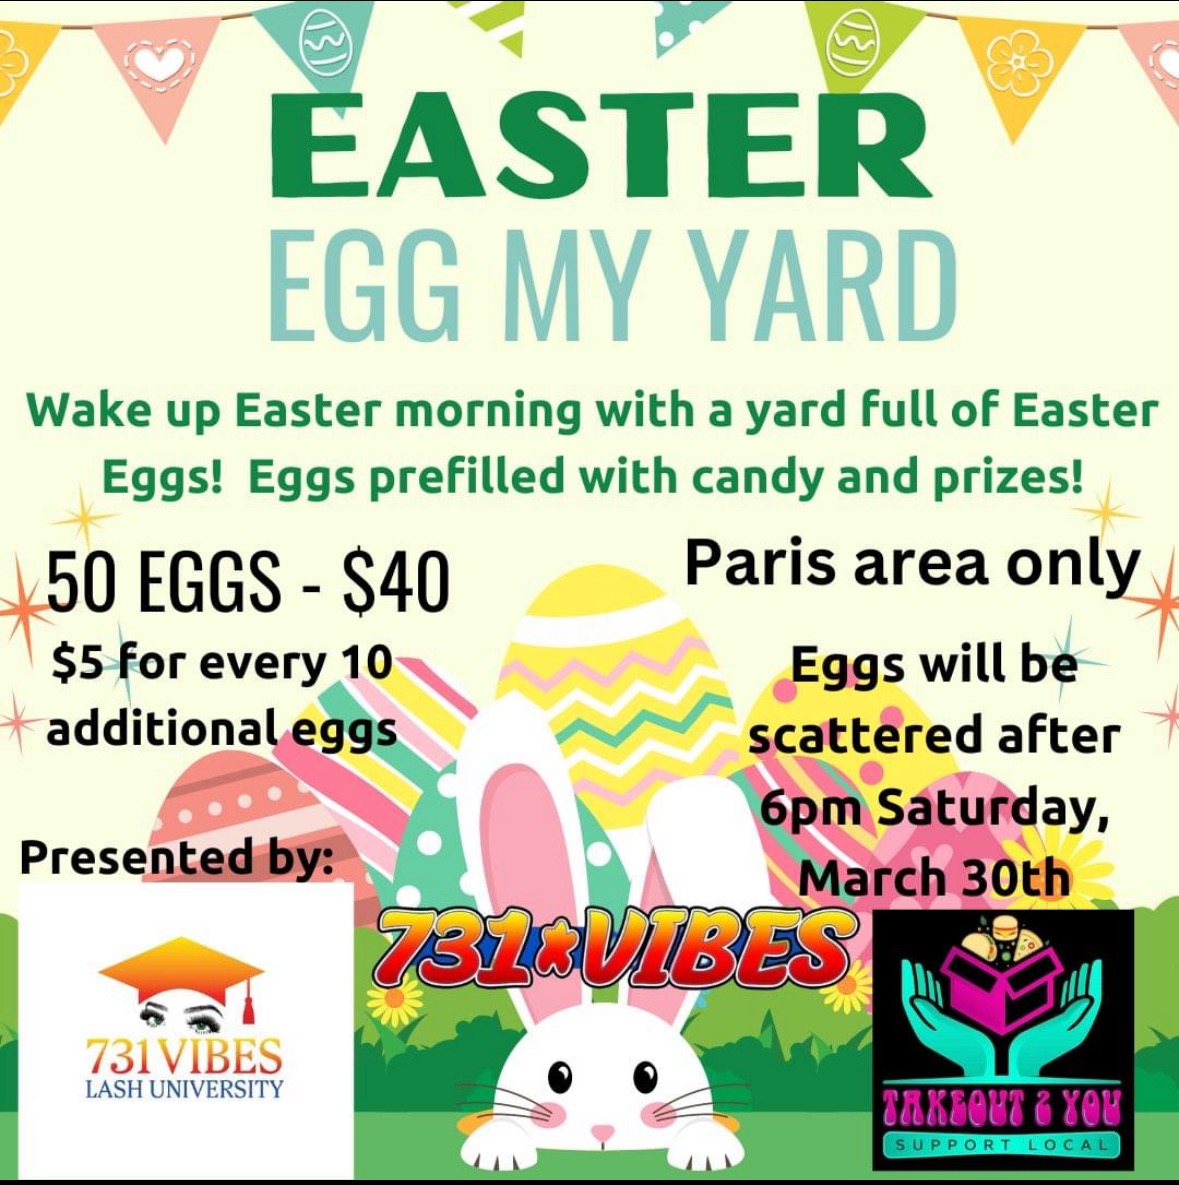 EASTER
EGG MY YARD
Wake up Easter morning with a yard full of Easter
Eggs! Eggs prefilled with candy and prizes!
50 EGGS - $40
$5 for every 10
additional eggs
Paris area only
Eggs will be
scattered after
6pm Saturday,
March 30th
Presented by:
731 VIBES
LASH UNIVERSITY
731★VIBES
TAKEOUT 2 YOU
SUPPORT LOCAL